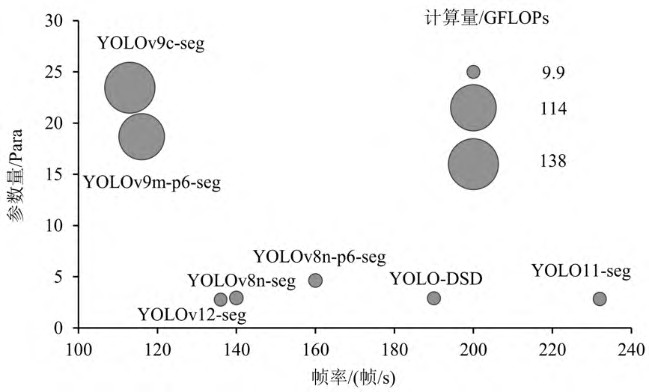 计算量/GFLOPs
9.9
114
138
参数量/Para
30
25
20
15
10
5
0
YOLOv9c-seg
YOLOv9m-p6-seg
YOLOv8n-p6-seg
YOLOv8n-seg
YOLO-DSD
YOLO11-seg
YOLOv12-seg
100 120 140 160 180 200 220 240
帧率/(帧/s)